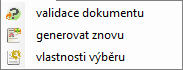 validace dokumentu
generovat znovu
vlastnosti výběru